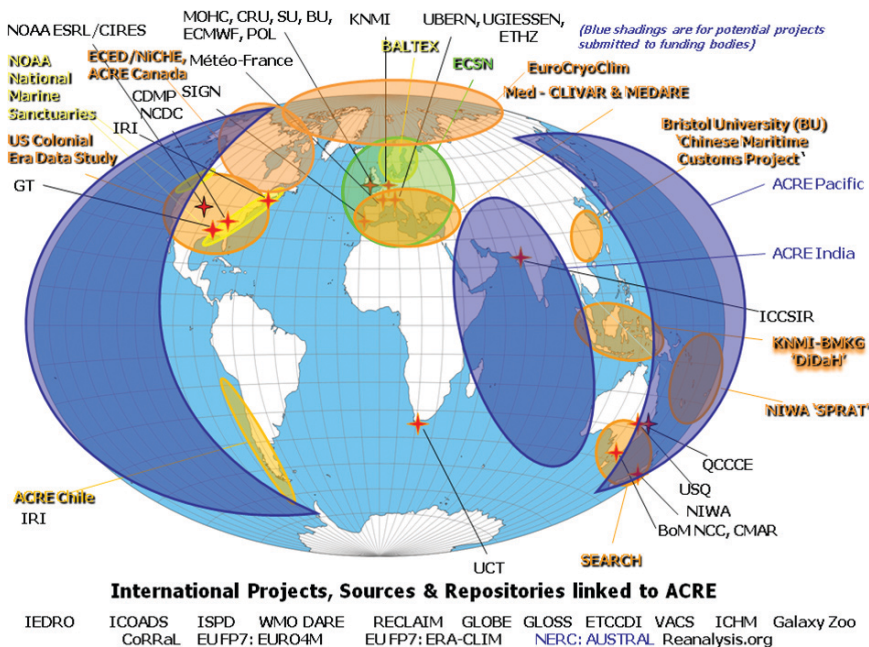 MOHC, CRU, SU, BU,
ECMWF, POL
KNMI
UBERN, UGIESSEN,
ETHZ
(Blue shadings are for potential projects
submitted to funding bodies)
NOAA ESRL/CIRES
ECED/NiCHE,
ACRE Canada
Météo-France
BALTEX
ECSN
EuroCryoClim
Med - CLIVAR & MEDARE
NOAA
National
Marine
Sanctuaries
CDMP
NCDC
SIGN
IRI
Bristol University (BU)
'Chinese Maritime
Customs Project'
US Colonial
Era Data Study
GT
ACRE Pacific
ACRE India
ICCSIR
KNMI-BMKG
'DiDaH'
NIWA 'SPRAT'
QCCCE
USQ
NIWA
BoM NCC, CMAR
SEARCH
ACRE Chile
IRI
UCT
International Projects, Sources & Repositories linked to ACRE
IEDRO ICOADS ISPD WMO DARE RECLAIM GLOBE GLOSS ETCCDI VACS ICHM Galaxy Zoo
CoRRaL EU FP7: EURO4M EU FP7: ERA-CLIM NERC: AUSTRAL Reanalysis.org